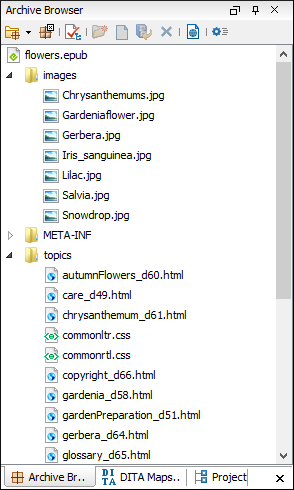 Archive Browser
flowers.epub
images
Chrysanthemums.jpg
Gardeniaflower.jpg
Gerbera.jpg
Iris_sanguinea.jpg
Lilac.jpg
Salvia.jpg
Snowdrop.jpg
META-INF
topics
autumnFlowers_d60.html
care_d49.html
chrysanthemum_d61.html
commonltr.css
commonrtl.css
copyright_d66.html
gardenia_d58.html
gardenPreparation_d51.html
gerbera_d64.html
glossary_d65.html
Archive Br.. DITA DITA Maps.. Project